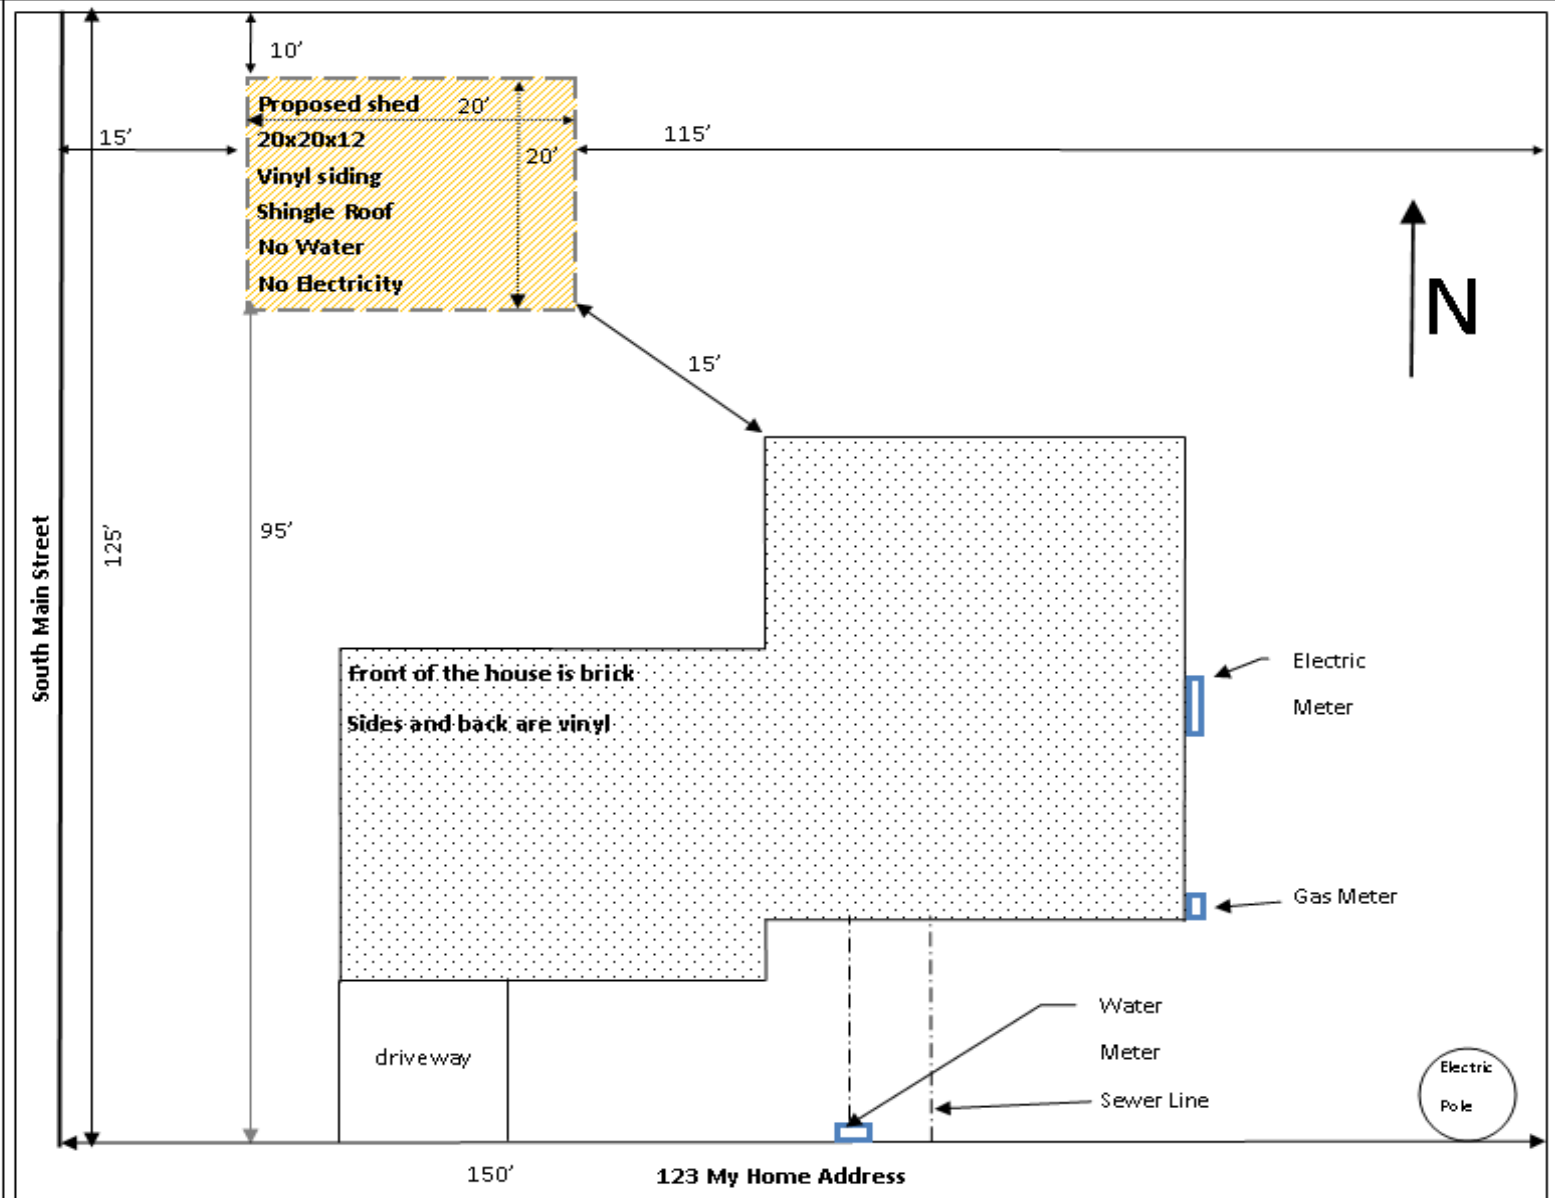 10’
Proposed shed
20’
20x20x12
15’
115’
20’
Vinyl siding
Shingle Roof
No Water
No Electricity
N
15’
South Main Street
125’
95’
Front of the house is brick
Sides and back are vinyl
Electric
Meter
Gas Meter
Water
Meter
Sewer Line
driveway
Electric
Pole
150’
123 My Home Address